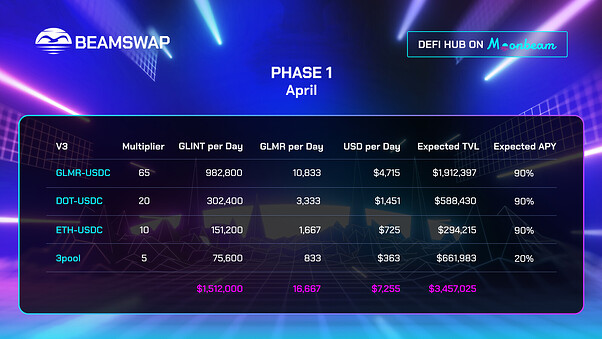 BEAMSWAP
DEFI HUB ON Moonbeam
PHASE 1
April
V3 Multiplier GLINT per Day GLMR per Day USD per Day Expected TVL Expected APY
GLMR-USDC 65 982,800 10,833 $4,715 $1,912,397 90%
DOT-USDC 20 302,400 3,333 $1,451 $588,430 90%
ETH-USDC 10 151,200 1,667 $725 $294,215 90%
3pool 5 75,600 833 $363 $661,983 20%
$1,512,000 16,667 $7,255 $3,457,025